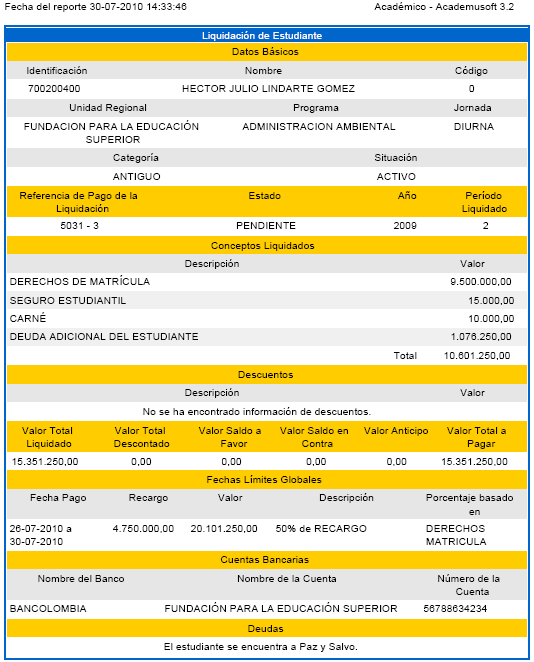 Fecha del reporte 30-07-2010 14:33:46 Académico - Academusoft 3.2
Liquidación de Estudiante
Datos Básicos
Identificación Nombre Código
700200400 HECTOR JULIO LINDARTE GOMEZ 0
Unidad Regional Programa Jornada
FUNDACION PARA LA EDUCACIÓN SUPERIOR ADMINISTRACION AMBIENTAL DIURNA
Categoría Situación
ANTIGUO ACTIVO
Referencia de Pago de la Liquidación Estado Año Período Liquidado
5031 - 3 PENDIENTE 2009 2
Conceptos Liquidados
Descripción Valor
DERECHOS DE MATRÍCULA 9.500.000,00
SEGURO ESTUDIANTIL 15.000,00
CARNÉ 10.000,00
DEUDA ADICIONAL DEL ESTUDIANTE 1.076.250,00
Total 10.601.250,00
Descuentos
Descripción Valor
No se ha encontrado información de descuentos.
Valor Total Liquidado Valor Total Descontado Valor Saldo a Favor Valor Saldo en Contra Valor Anticipo Valor Total a Pagar
15.351.250,00 0,00 0,00 0,00 0,00 15.351.250,00
Fechas Límites Globales
Fecha Pago Recargo Valor Descripción Porcentaje basado en
26-07-2010 a 30-07-2010 4.750.000,00 20.101.250,00 50% de RECARGO DERECHOS MATRICULA
Cuentas Bancarias
Nombre del Banco Nombre de la Cuenta Número de la Cuenta
BANCOLOMBIA FUNDACIÓN PARA LA EDUCACIÓN SUPERIOR 56788634234
Deudas
El estudiante se encuentra a Paz y Salvo.